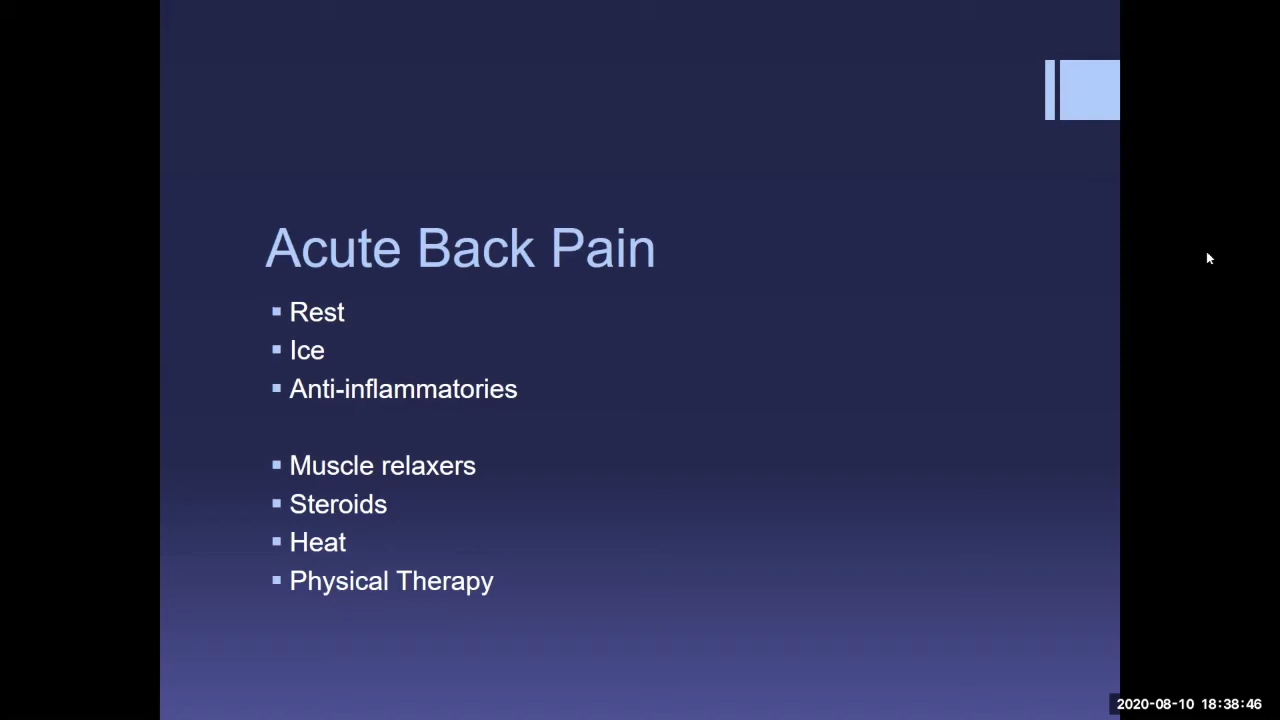 Acute Back Pain
Rest
Ice
Anti-inflammatories
Muscle relaxers
Steroids
Heat
Physical Therapy
2020-08-10 18:38:46